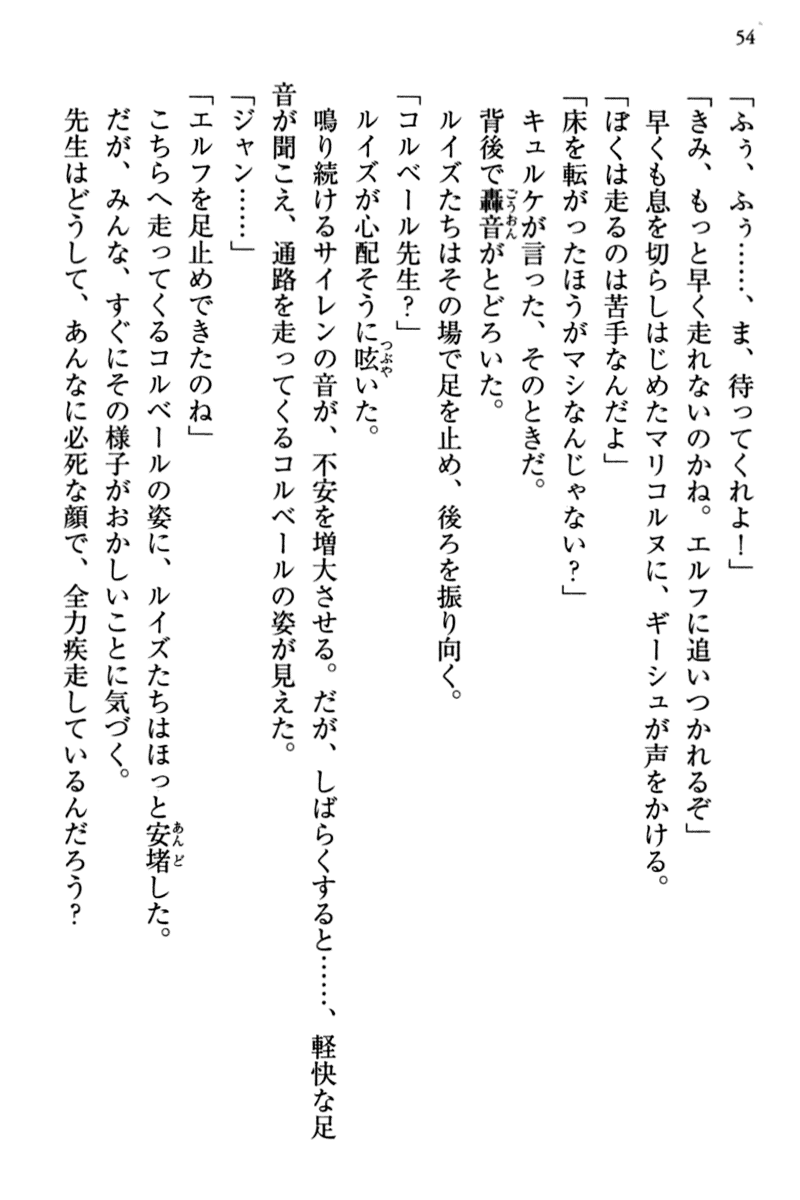 54
「ふぅ、ふぅ……、ま、待ってくれよ！」
「きみ、もっと早く走れないのかね。エルフに追いつかれるぞ」
早くも息を切らしはじめたマリコルヌに、ギーシュが声をかける。
「ぼくは走るのは苦手なんだよ」
「床を転がったほうがマシなんじゃない？」
キュルケが言った、そのときだ。
背後で轟音がとどろいた。
ルイズたちはその場で足を止め、後ろを振り向く。
「コルベール先生？」
ルイズが心配そうに呟いた。
鳴り続けるサイレンの音が、不安を増大させる。だが、しばらくすると……、軽快な足
音が聞こえ、通路を走ってくるコルベールの姿が見えた。
「ジャン……」
「エルフを足止めできたのね」
こちらへ走ってくるコルベールの姿に、ルイズたちはほっと安堵した。
だが、みんな、すぐにその様子がおかしいことに気づく。
先生はどうして、あんなに必死な顔で、全力疾走しているんだろう？